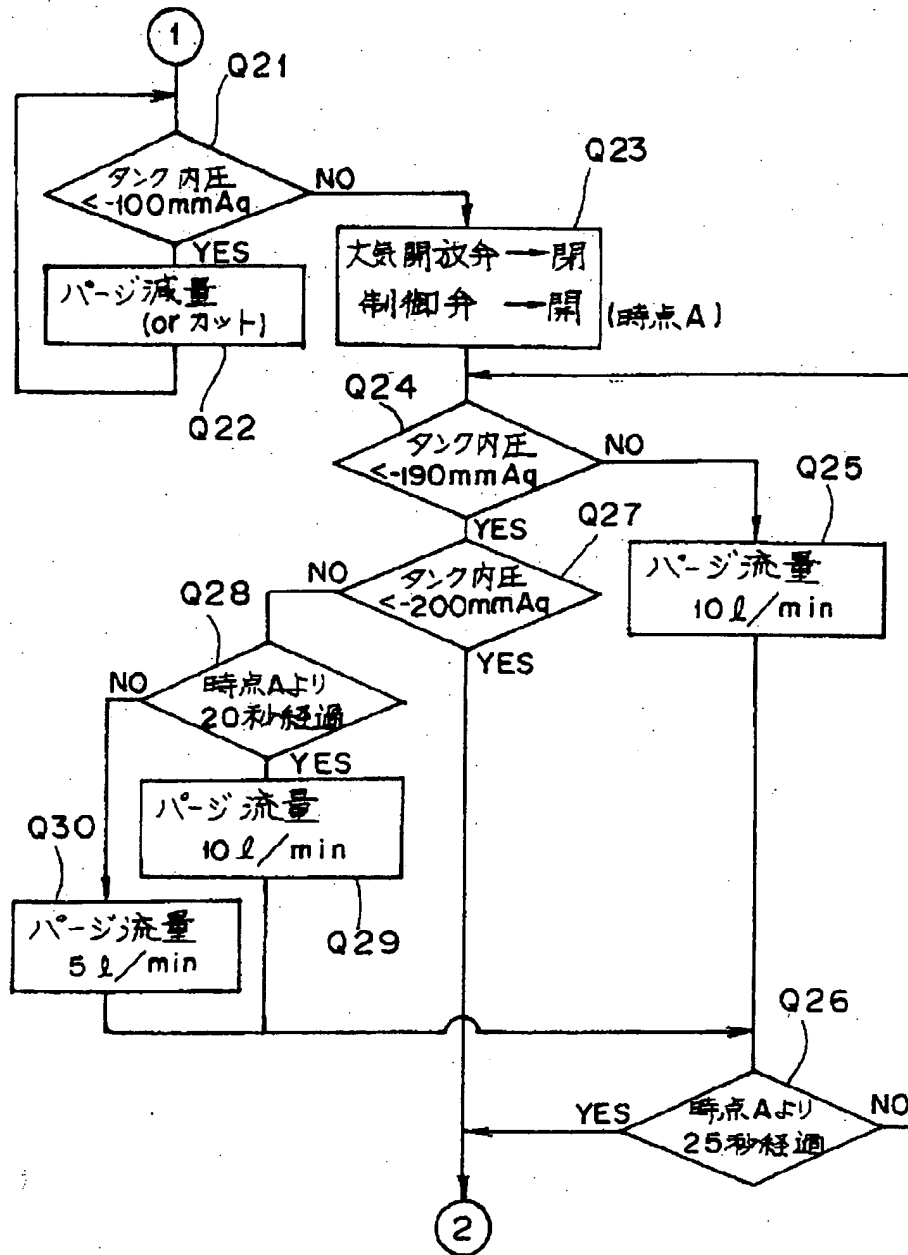 1
Q21
タンク内圧
<-100mmAq
NO
YES
パージ減量
(or カット)
Q22
Q23
大気開放弁→閉
制御弁→開
(時点A)
Q24
タンク内圧
<-190mmAq
NO
YES
Q25
パージ流量
10ℓ/min
Q27
タンク内圧
<-200mmAq
NO
YES
Q28
時点Aより
20秒経過
NO
YES
パージ流量
10ℓ/min
Q29
Q30
パージ流量
5ℓ/min
Q26
時点Aより
25秒経過
YES
NO
2